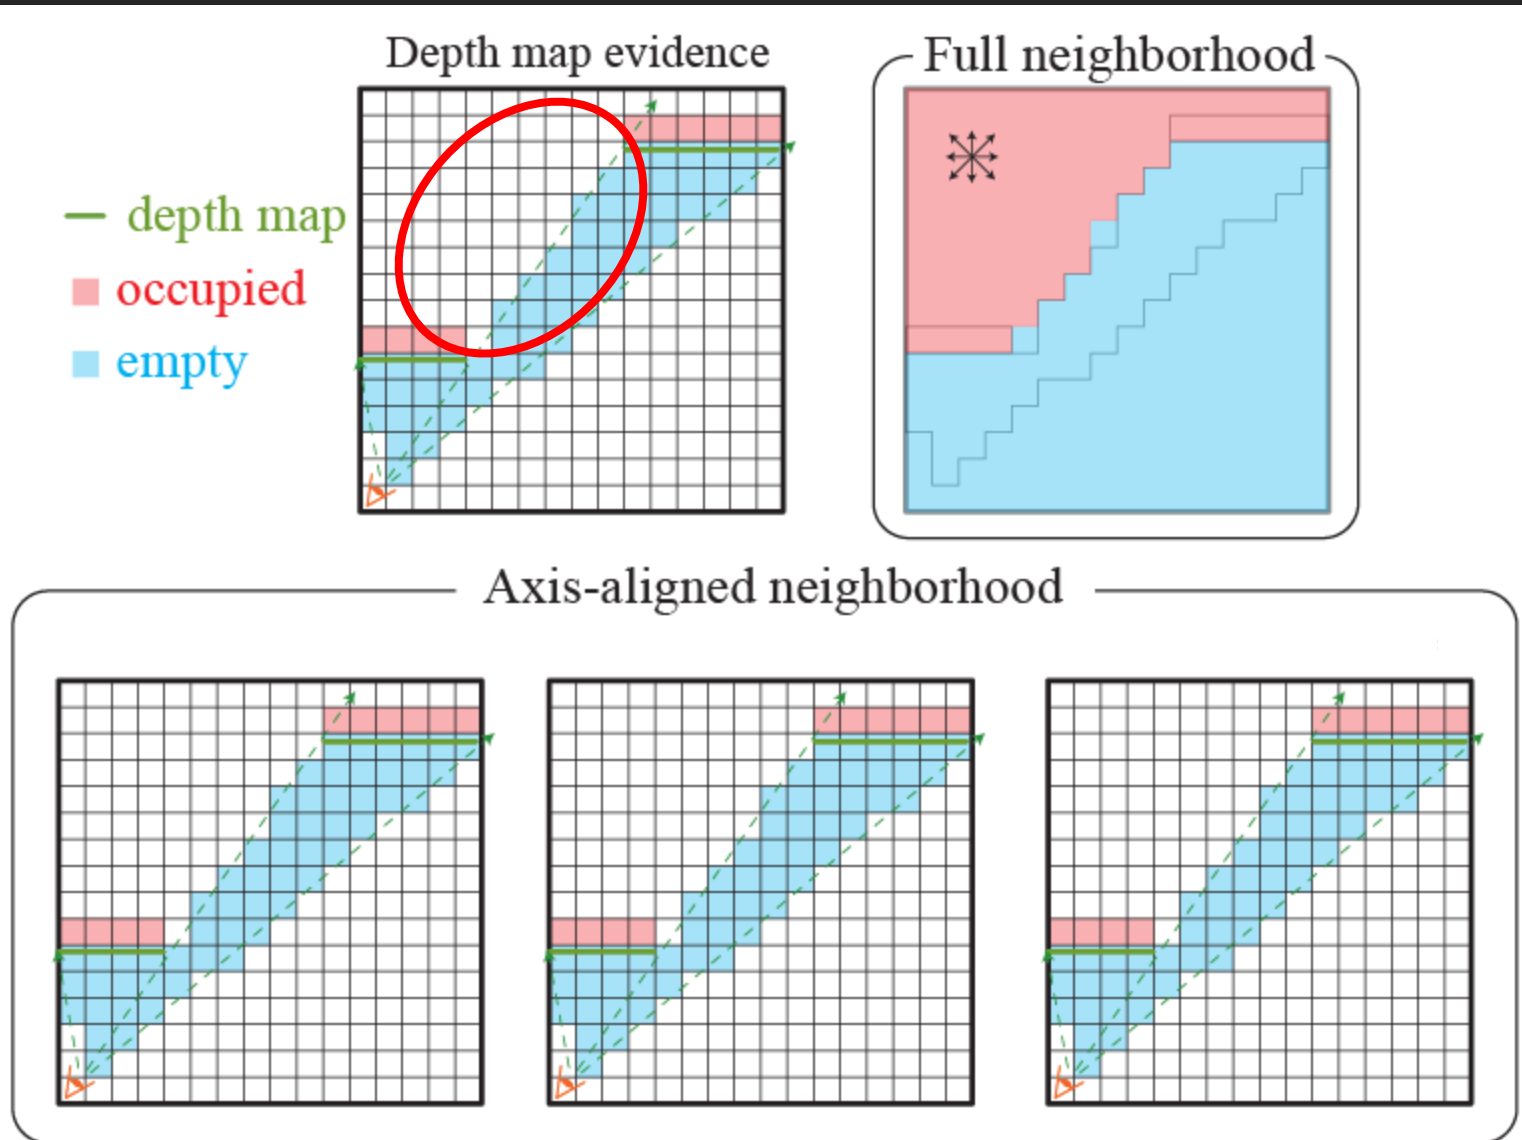 Depth map evidence
Full neighborhood
depth map
occupied
empty
Axis-aligned neighborhood